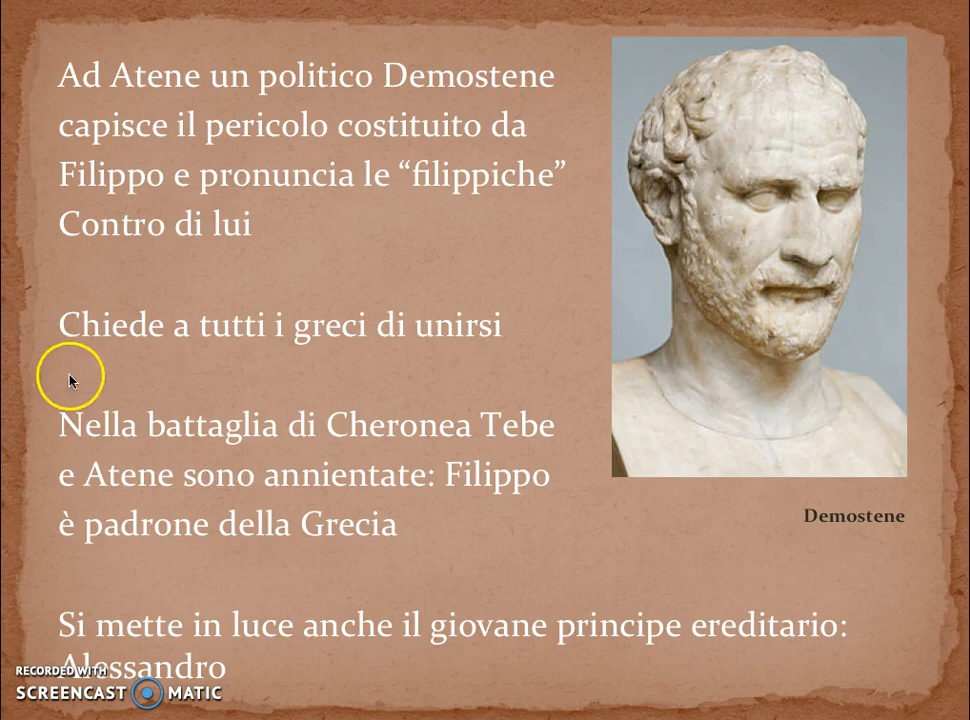 Ad Atene un politico Demostene
capisce il pericolo costituito da
Filippo e pronuncia le “filippiche”
Contro di lui
Chiede a tutti i greci di unirsi
Nella battaglia di Cheronea Tebe
e Atene sono annientate: Filippo
è padrone della Grecia
Demostene
Si mette in luce anche il giovane principe ereditario:
Alessandro
RECORDED WITH
SCREENCAST MATIC